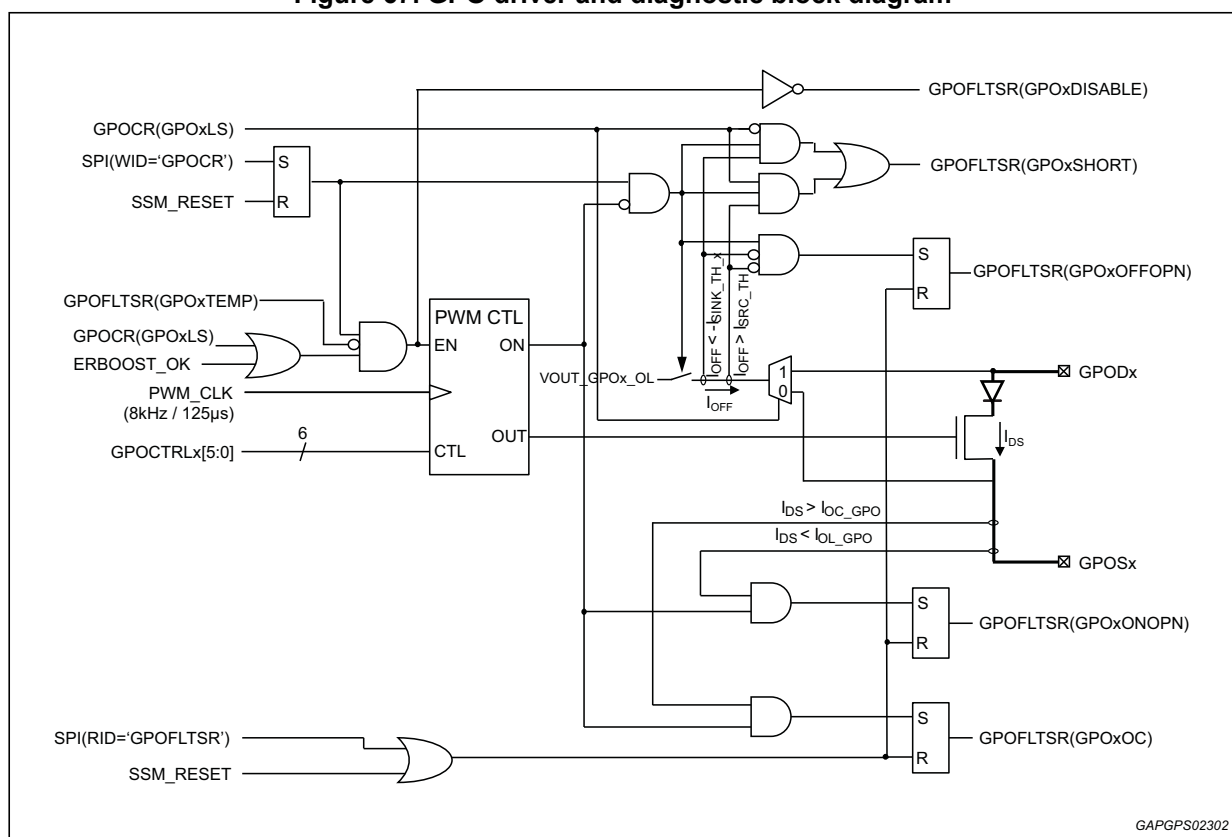 GPOFLTSR(GPOxDISABLE)
GPOCR(GPOxLS)
SPI(WID='GPOCR')
S
GPOFLTSR(GPOxSHORT)
SSM_RESET
R
S
GPOFLTSR(GPOxOFFOPN)
R
GPOFLTSR(GPOxTEMP)
GPOCR(GPOxLS)
ERBOOST_OK
PWM_CLK
(8kHz / 125µs)
GPOCTRLx[5:0]
6
PWM CTL
EN
ON
OUT
CTL
IOFF < -ISINK_TH_x
IOFF > ISRC_TH
VOUT_GPOx_OL
IOFF
1
0
GPODx
IDS
IDS > IOC_GPO
IDS < IOL_GPO
GPOSx
S
GPOFLTSR(GPOxONOPN)
R
SPI(RID='GPOFLTSR')
S
GPOFLTSR(GPOxOC)
SSM_RESET
R
GAPGPS02302